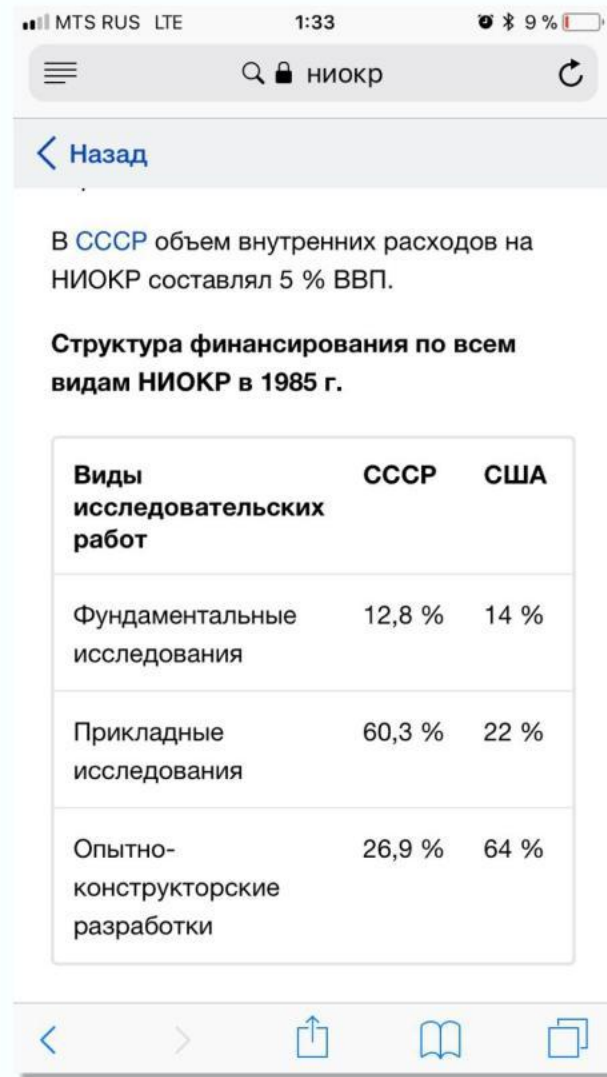 MTS RUS LTE 1:33 9 %
ниокр
Назад
В СССР объем внутренних расходов на
НИОКР составлял 5 % ВВП.
Структура финансирования по всем
видам НИОКР в 1985 г.
Виды исследовательских работ СССР США
Фундаментальные исследования 12,8 % 14 %
Прикладные исследования 60,3 % 22 %
Опытно-конструкторские разработки 26,9 % 64 %